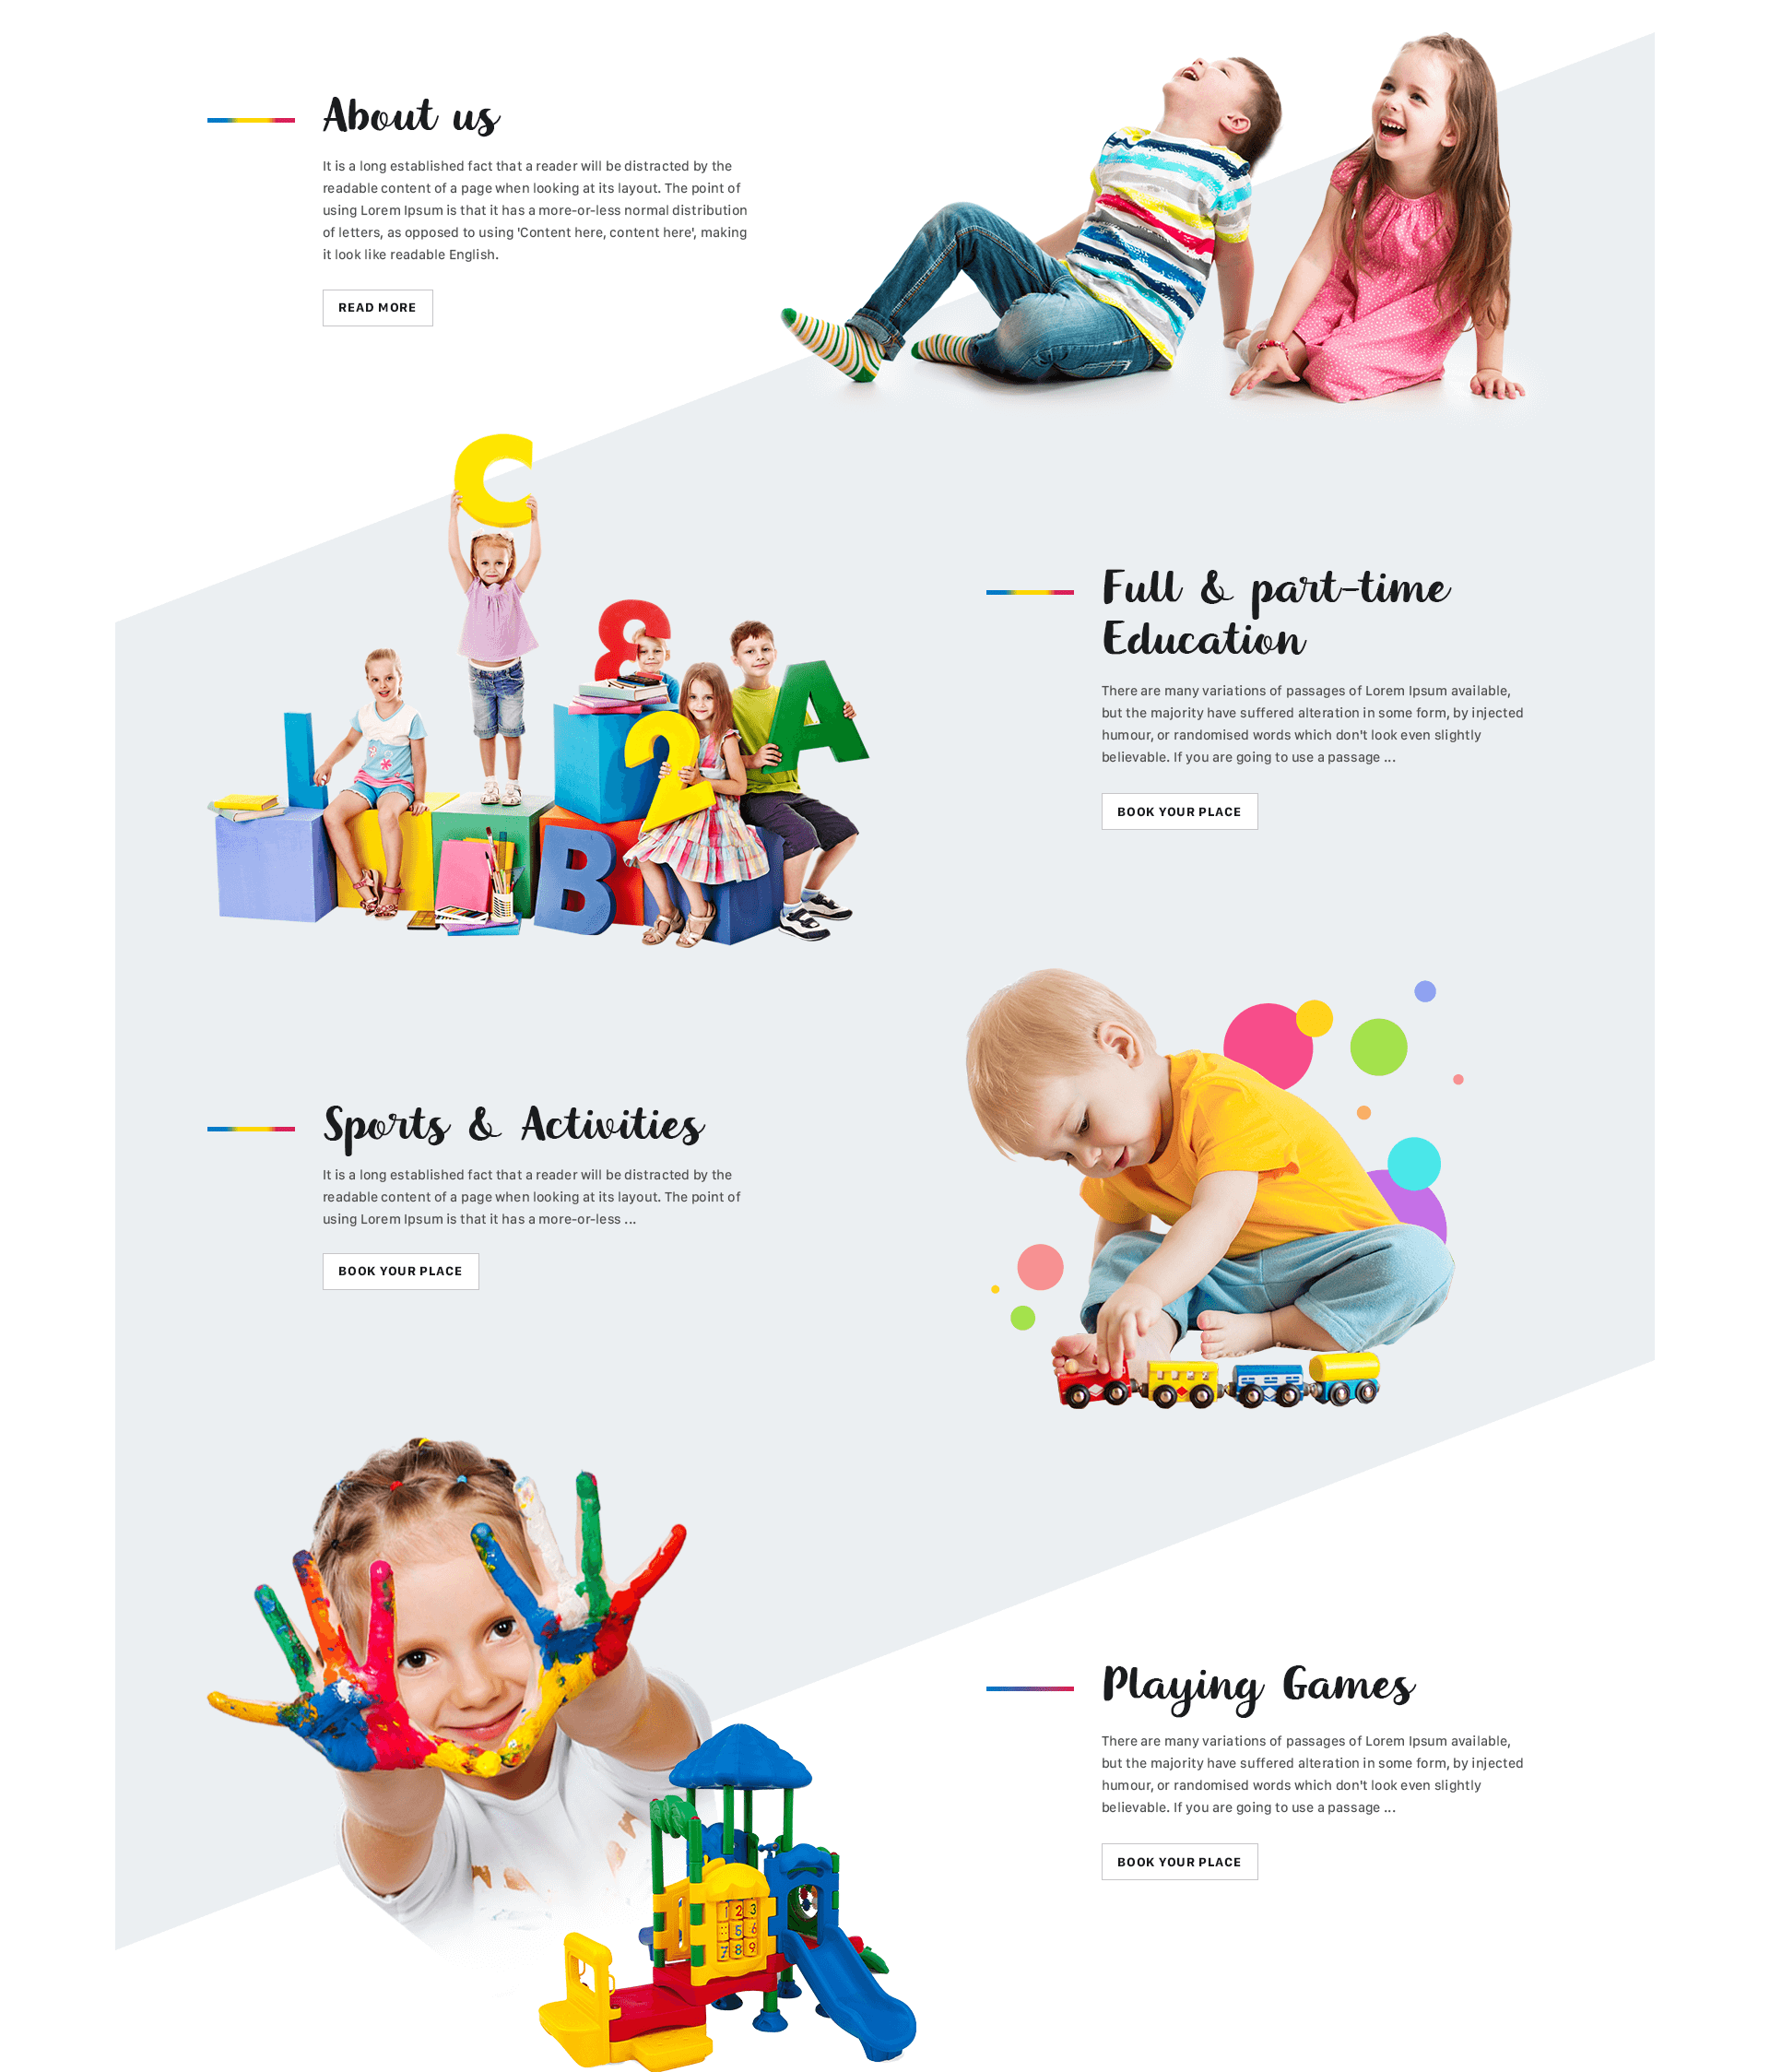 About us
It is a long established fact that a reader will be distracted by the
readable content of a page when looking at its layout. The point of
using Lorem Ipsum is that it has a more-or-less normal distribution
of letters, as opposed to using 'Content here, content here', making
it look like readable English.
READ MORE
C
3
L
2
A
B
Full & part-time
Education
There are many variations of passages of Lorem Ipsum available,
but the majority have suffered alteration in some form, by injected
humour, or randomised words which don't look even slightly
believable. If you are going to use a passage ...
BOOK YOUR PLACE
Sports & Activities
It is a long established fact that a reader will be distracted by the
readable content of a page when looking at its layout. The point of
using Lorem Ipsum is that it has a more-or-less ...
BOOK YOUR PLACE
Playing Games
There are many variations of passages of Lorem Ipsum available,
but the majority have suffered alteration in some form, by injected
humour, or randomised words which don't look even slightly
believable. If you are going to use a passage ...
BOOK YOUR PLACE
1 2 3
5 6
7 8 9